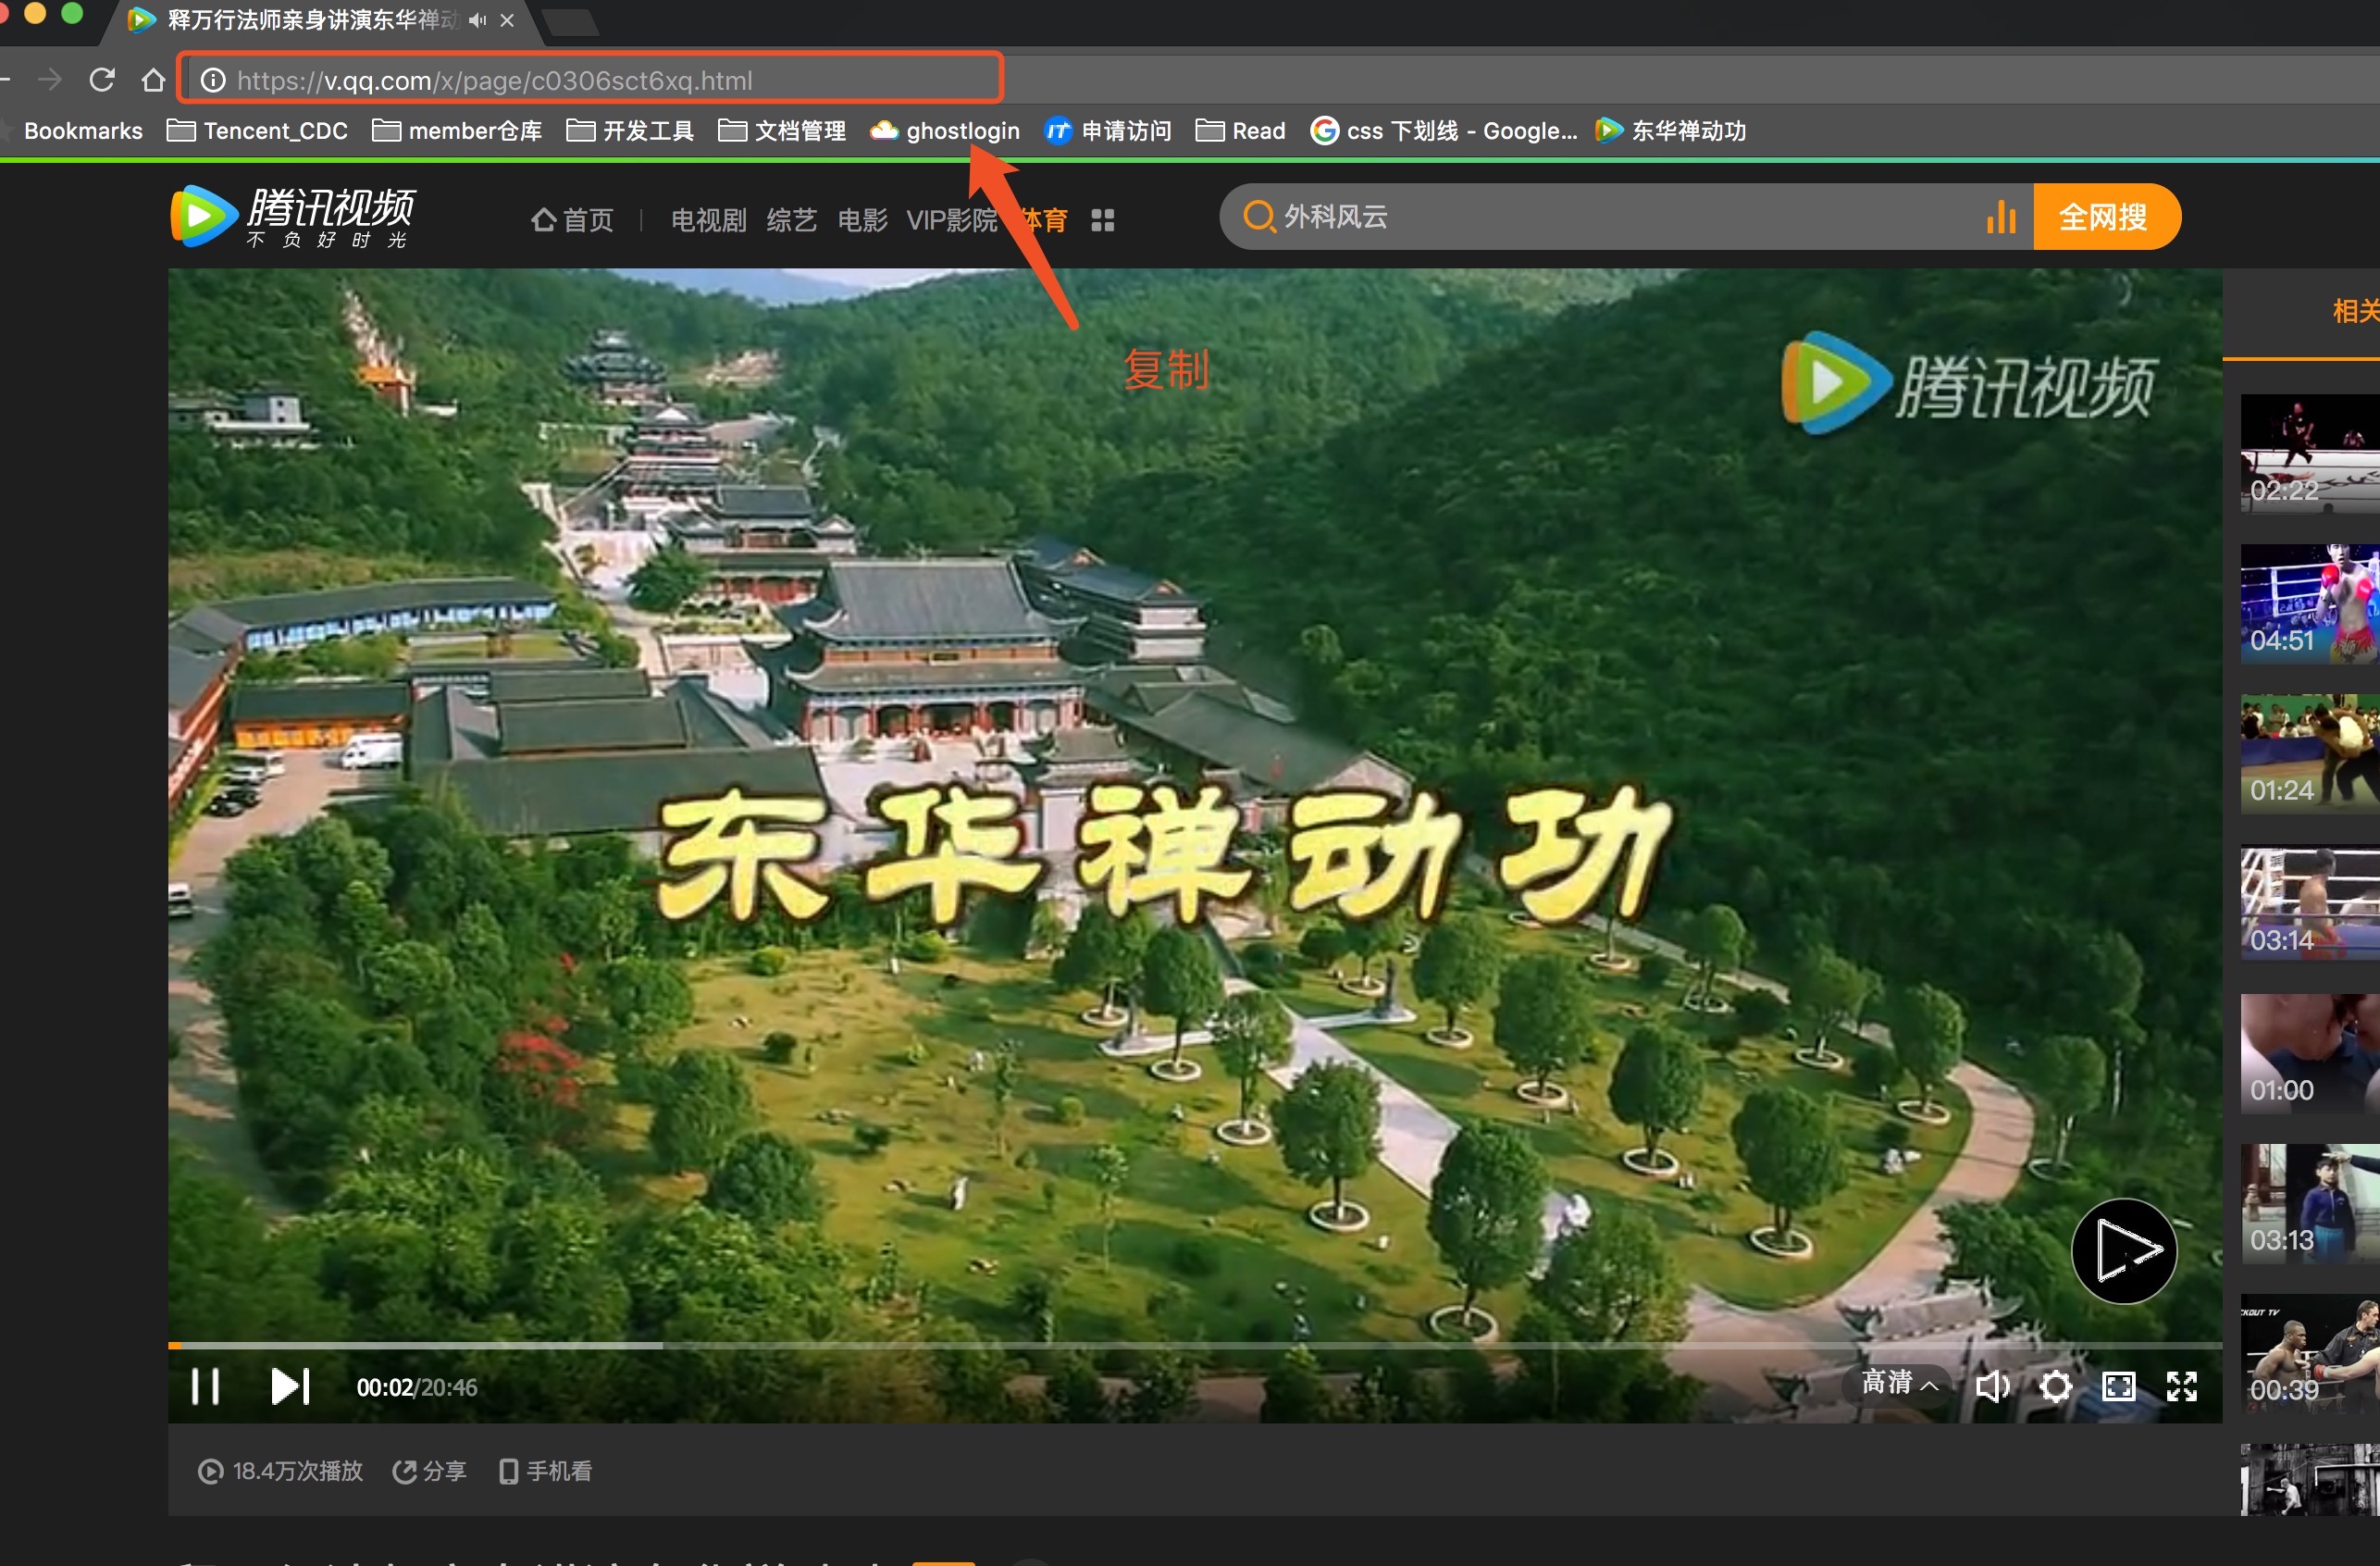 释万行法师亲身讲演东华禅动
https://v.qq.com/x/page/c0306sct6xq.html
Bookmarks Tencent_CDC member仓库 开发工具 文档管理 ghostlogin 申请访问 Read css 下划线 - Google... 东华禅动功
腾讯视频
不负好时光
首页 | 电视剧 综艺 电影 VIP影院 体育
外科风云
全网搜
相关
复制
腾讯视频
02:22
04:51
01:24
东华禅动功
03:14
01:00
03:13
KOUT TV
00:39
00:02/20:46
高清
18.4万次播放 分享 手机看